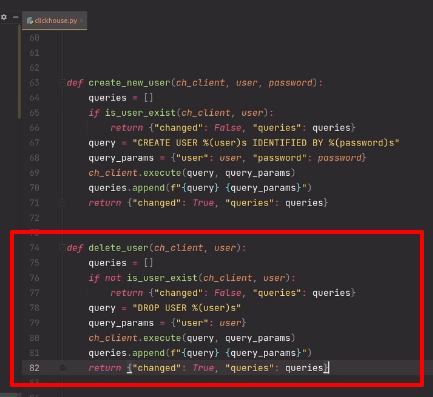 clickhouse.py
60
61
62
63 def create_new_user(ch_client, user, password):
64 queries = []
65 if is_user_exist(ch_client, user):
66 return {"changed": False, "queries": queries}
67 query = "CREATE USER %(user)s IDENTIFIED BY %(password)s"
68 query_params = {"user": user, "password": password}
69 ch_client.execute(query, query_params)
70 queries.append(f"{query} {query_params}")
71 return {"changed": True, "queries": queries}
72
73
74 def delete_user(ch_client, user):
75 queries = []
76 if not is_user_exist(ch_client, user):
77 return {"changed": False, "queries": queries}
78 query = "DROP USER %(user)s"
79 query_params = {"user": user}
80 ch_client.execute(query, query_params)
81 queries.append(f"{query} {query_params}")
82 return {"changed": True, "queries": queries}
83